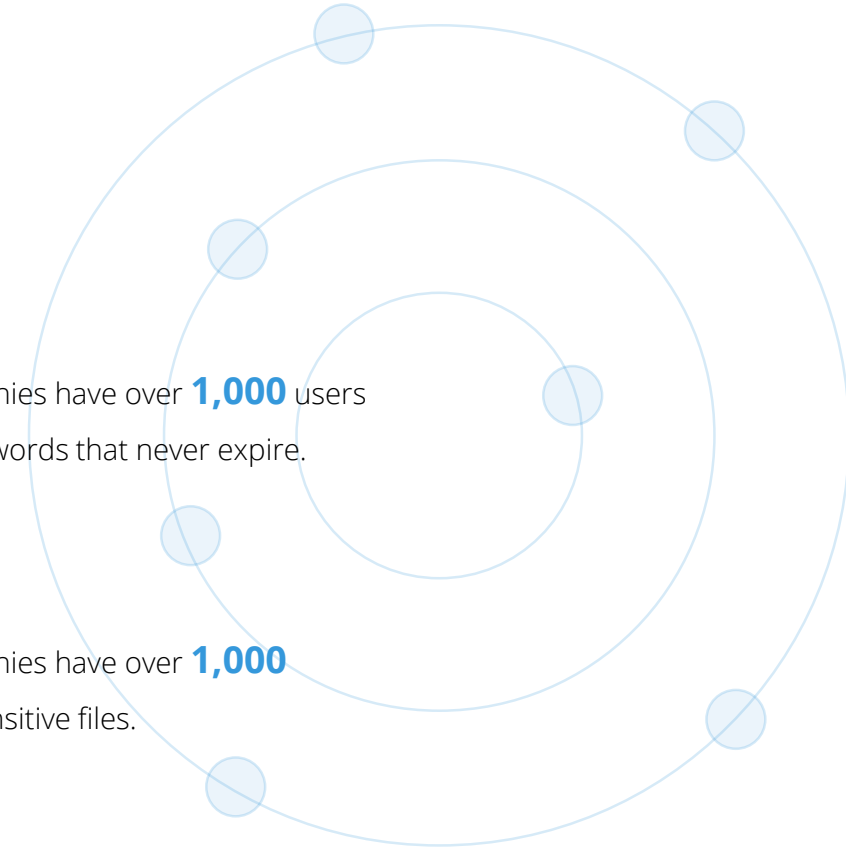 nies have over 1,000 users
words that never expire.
nies have over 1,000
nsitive files.